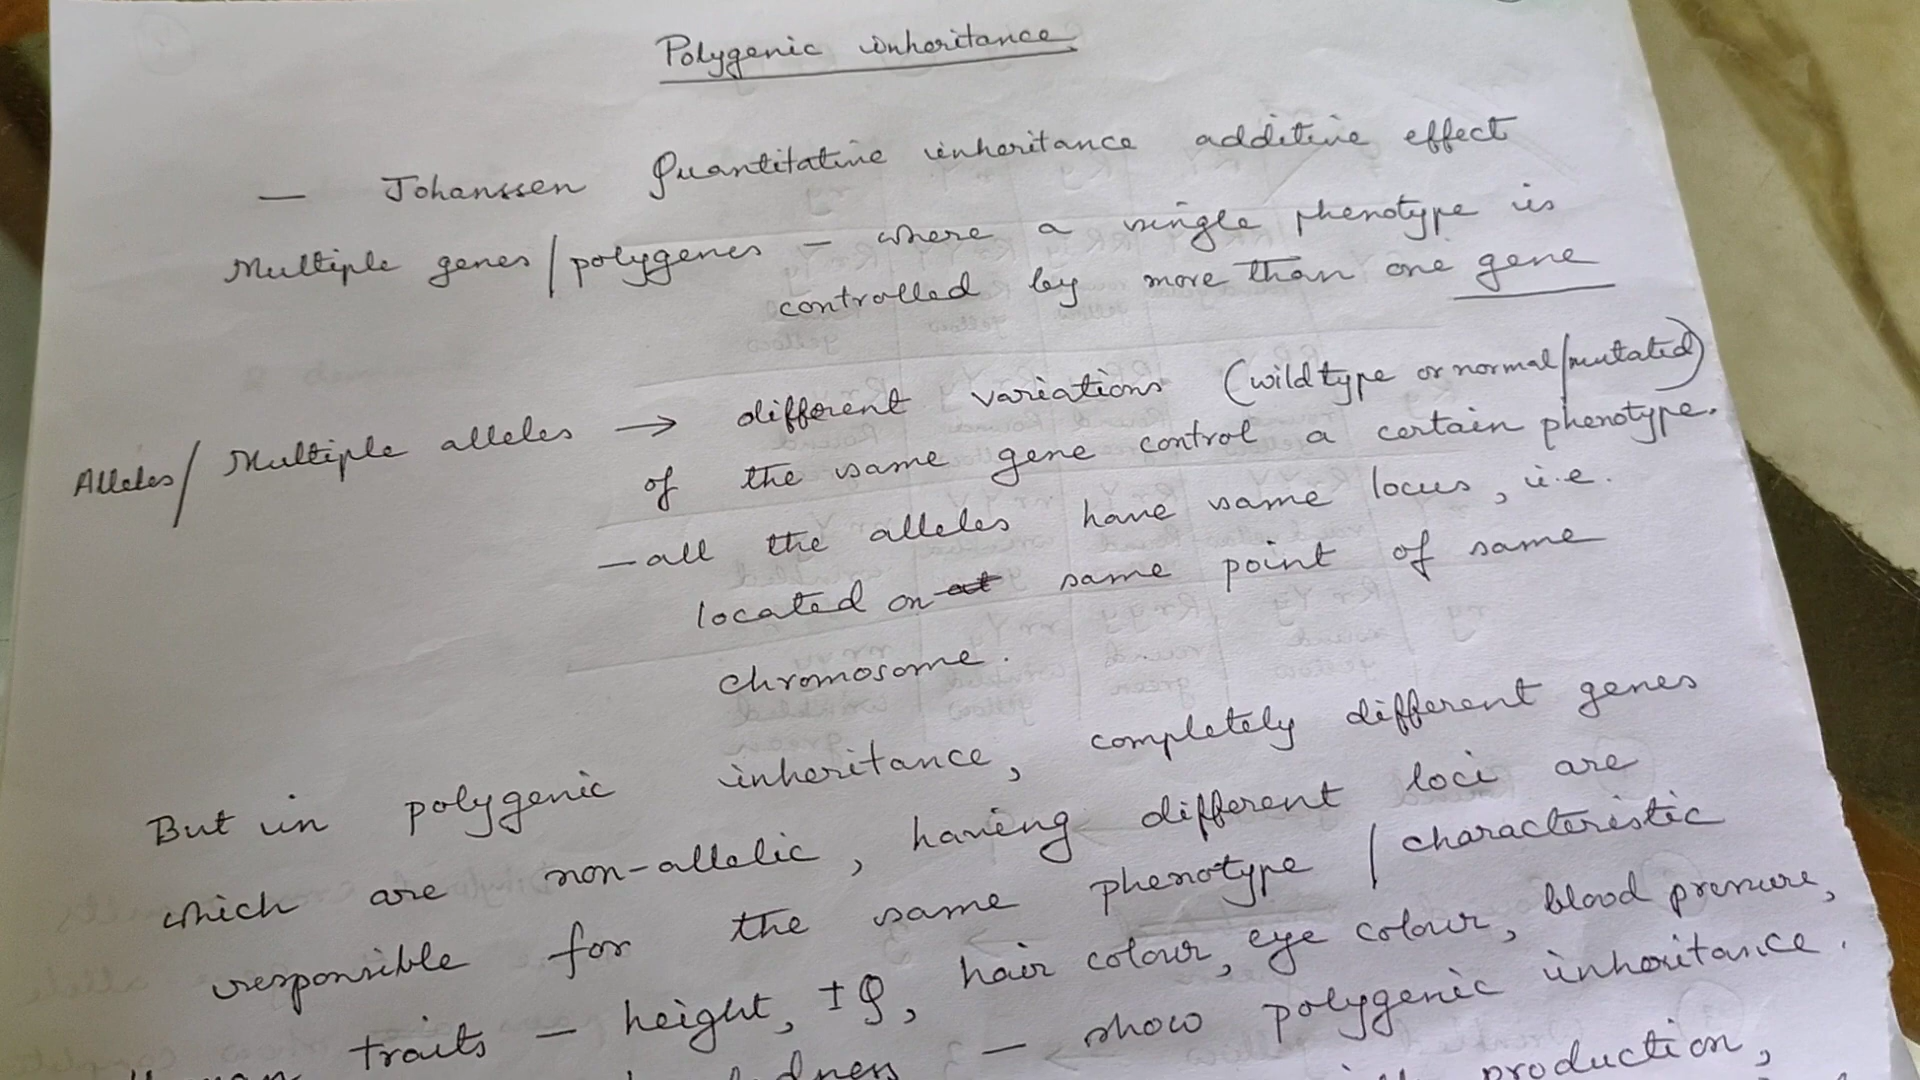 Polygenic inheritance
— Johanssen Quantitative inheritance additive effect
Multiple genes/polygenes – where a single phenotype is
controlled by more than one gene
Alleles/ Multiple alleles → different variations (wild type or normal/mutated)
of the same gene control a certain phenotype.
– all the alleles have same locus, i.e.
located on at same point of same
chromosome.
But in polygenic inheritance, completely different genes
which are non-allelic, having different loci are
responsible for the same phenotype / characteristic
traits – height, IQ, hair colour, eye colour, blood pressure,
— show polygenic inheritance.
production,